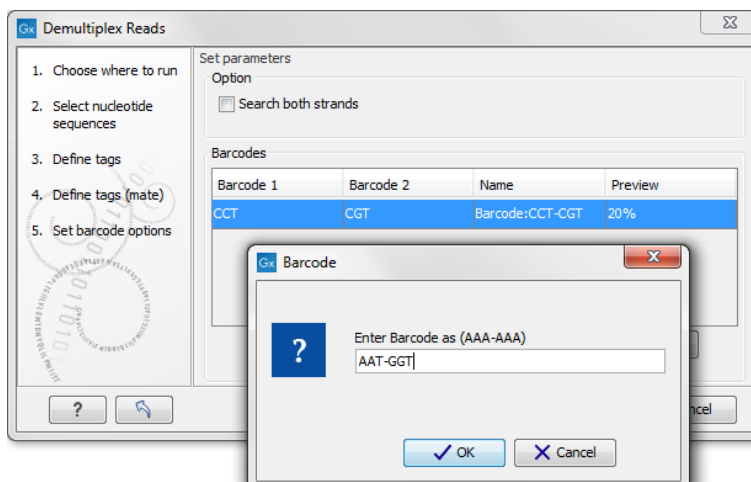 Gx Demultiplex Reads
1. Choose where to run
2. Select nucleotide
sequences
3. Define tags
4. Define tags (mate)
5. Set barcode options
Set parameters
Option
Search both strands
Barcodes
Barcode 1 Barcode 2 Name Preview
CCT CGT Barcode:CCT-CGT 20%
Gx Barcode
?
Enter Barcode as (AAA-AAA)
AAT-GGT
OK Cancel
?